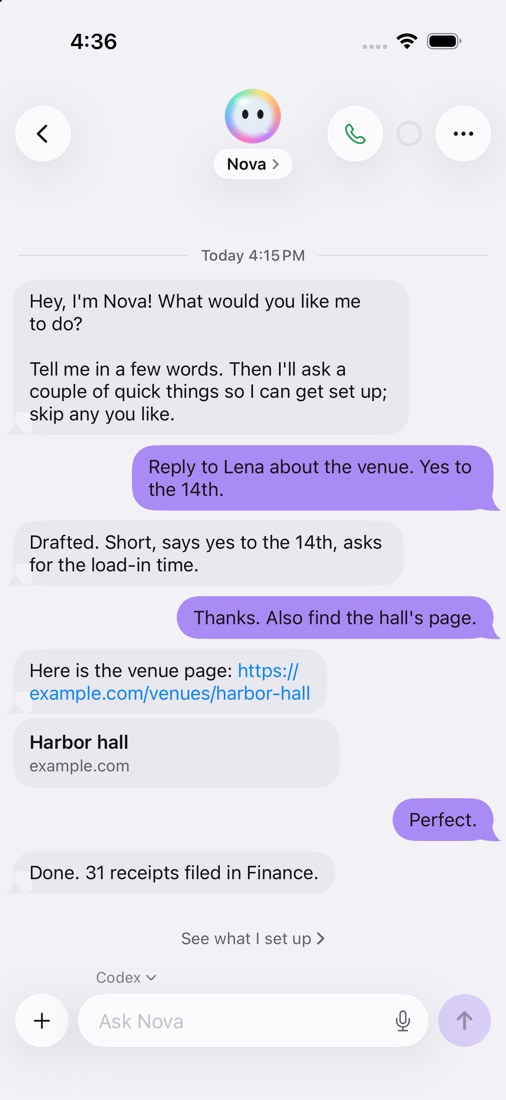 4:36
Nova
Today 4:15 PM
Hey, I'm Nova! What would you like me
to do?
Tell me in a few words. Then I'll ask a
couple of quick things so I can get set up;
skip any you like.
Reply to Lena about the venue. Yes to
the 14th.
Drafted. Short, says yes to the 14th, asks
for the load-in time.
Thanks. Also find the hall's page.
Here is the venue page: https://
example.com/venues/harbor-hall
Harbor hall
example.com
Perfect.
Done. 31 receipts filed in Finance.
See what I set up
Codex
Ask Nova